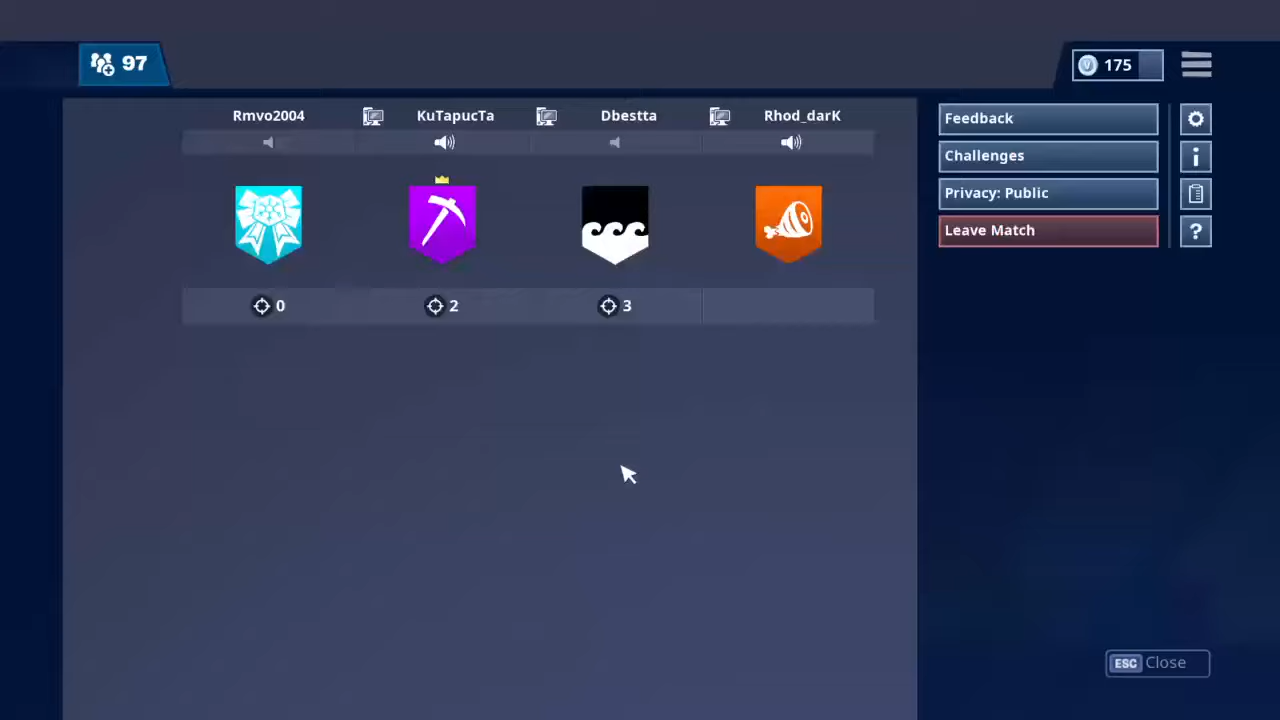 97
175
Rmvo2004 KuTapucTa Dbestta Rhod_darK
0 2 3
Feedback
Challenges
Privacy: Public
Leave Match
ESC Close